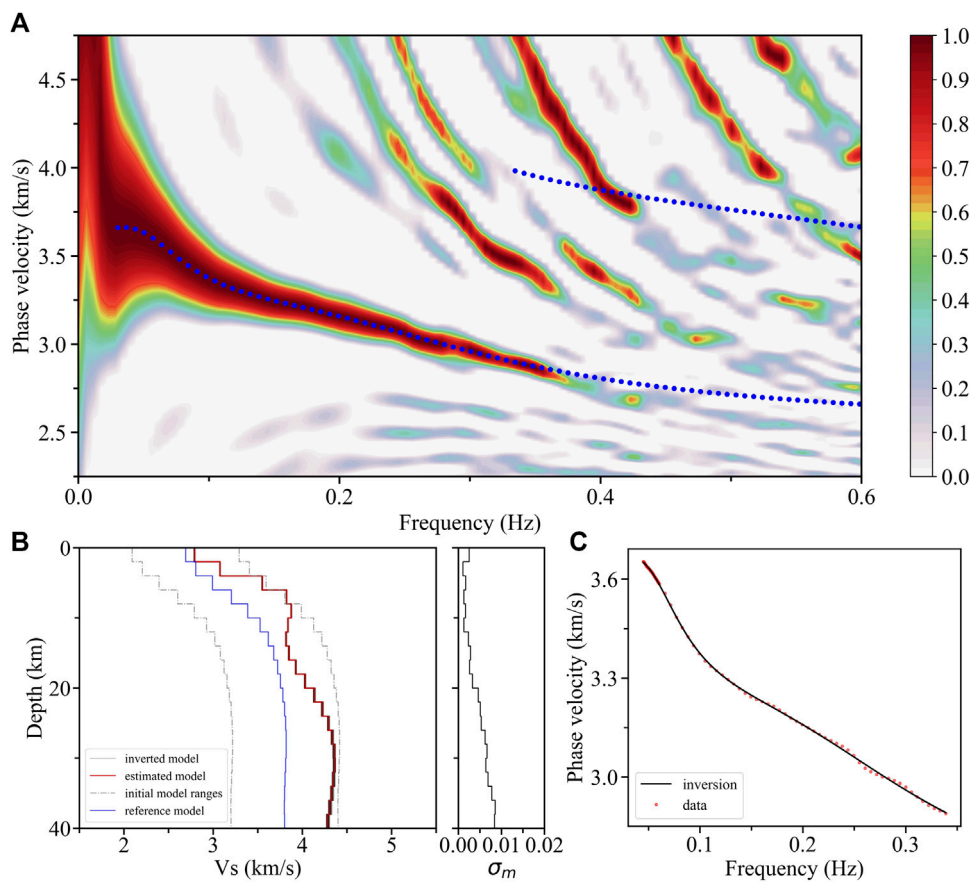 A
Phase velocity (km/s)
4.5
4.0
3.5
3.0
2.5
0.0
0.2
0.4
0.6
Frequency (Hz)
1.0
0.9
0.8
0.7
0.6
0.5
0.4
0.3
0.2
0.1
0.0
B
Depth (km)
0
10
20
30
40
2
3
4
5
Vs (km/s)
inverted model
estimated model
initial model ranges
reference model
0.00
0.01
0.02
σm
C
Phase velocity (km/s)
3.6
3.3
3.0
0.1
0.2
0.3
Frequency (Hz)
inversion
data